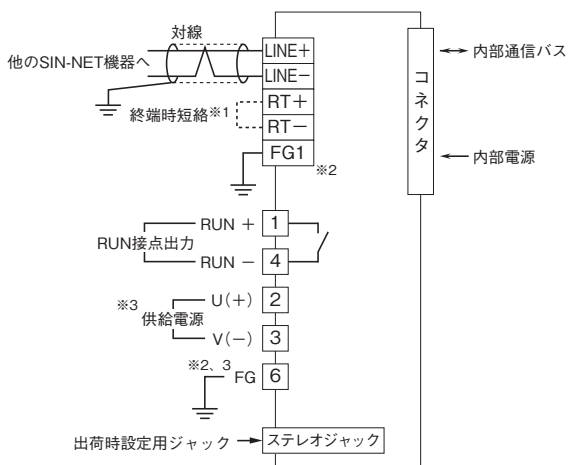 対線
他のSIN-NET機器へ
LINE+
LINE−
終端時短絡※1
RT+
RT−
FG1
※2
コネクタ
内部通信バス
内部電源
RUN接点出力
RUN +
1
RUN −
4
※3
供給電源
U(+)
2
V(−)
3
※2、3
FG
6
出荷時設定用ジャック
ステレオジャック